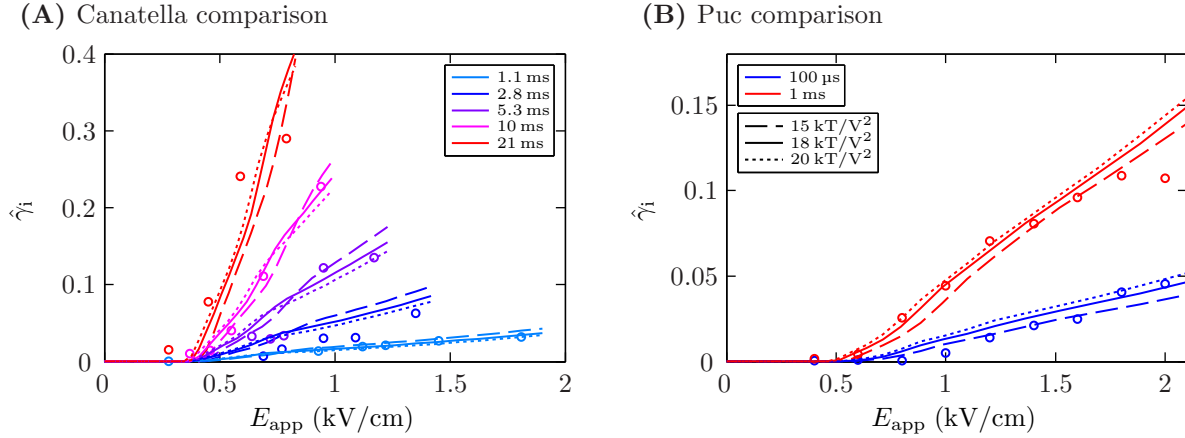 (A) Canatella comparison
0.4
0.3
0.2
0.1
0
γ̂i
1.1 ms
2.8 ms
5.3 ms
10 ms
21 ms
0 0.5 1 1.5 2
Eapp (kV/cm)
(B) Puc comparison
0.15
0.1
0.05
0
γ̂i
100 µs
1 ms
15 kT/V²
18 kT/V²
20 kT/V²
0 0.5 1 1.5 2
Eapp (kV/cm)